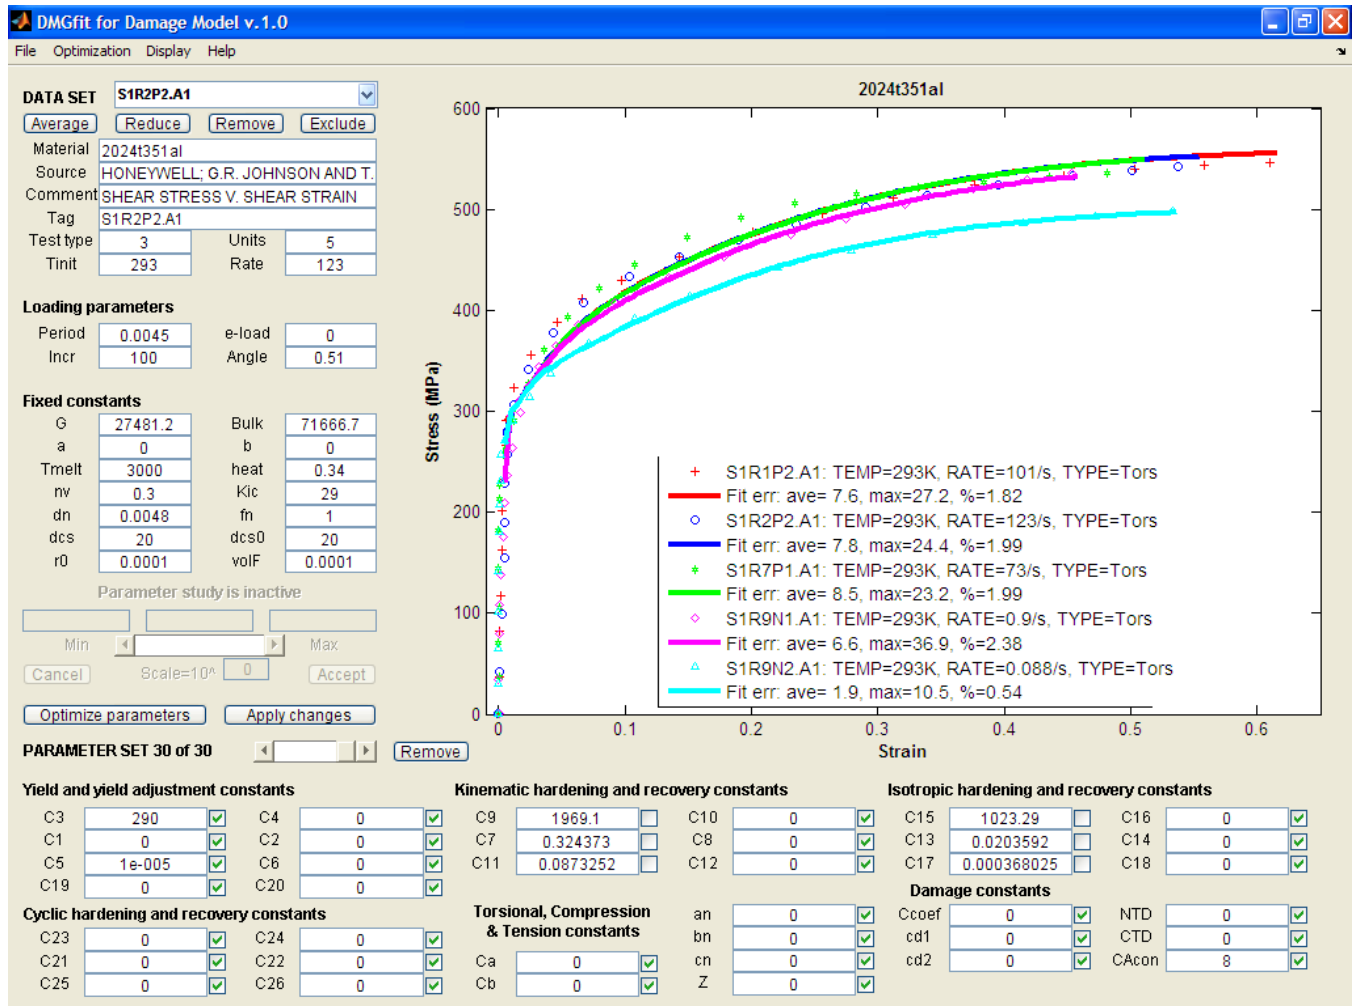 DMGfit for Damage Model v.1.0
File Optimization Display Help
DATA SET S1R2P2.A1
Average Reduce Remove Exclude
Material 2024t351al
Source HONEYWELL; G.R. JOHNSON AND T.
Comment SHEAR STRESS V. SHEAR STRAIN
Tag S1R2P2.A1
Test type 3 Units 5
Tinit 293 Rate 123
Loading parameters
Period 0.0045 e-load 0
Incr 100 Angle 0.51
Fixed constants
G 27481.2 Bulk 71666.7
a 0 b 0
Tmelt 3000 heat 0.34
nv 0.3 Kic 29
dn 0.0048 fn 1
dcs 20 dcs0 20
r0 0.0001 volF 0.0001
Parameter study is inactive
Min Max
Cancel Scale=10^ 0 Accept
Optimize parameters Apply changes
PARAMETER SET 30 of 30 Remove
2024t351al
600
500
400
300
200
100
0
Stress (MPa)
0 0.1 0.2 0.3 0.4 0.5 0.6
Strain
S1R1P2.A1: TEMP=293K, RATE=101/s, TYPE=Tors
Fit err: ave= 7.6, max=27.2, %=1.82
S1R2P2.A1: TEMP=293K, RATE=123/s, TYPE=Tors
Fit err: ave= 7.8, max=24.4, %=1.99
S1R7P1.A1: TEMP=293K, RATE=73/s, TYPE=Tors
Fit err: ave= 8.5, max=23.2, %=1.99
S1R9N1.A1: TEMP=293K, RATE=0.9/s, TYPE=Tors
Fit err: ave= 6.6, max=36.9, %=2.38
S1R9N2.A1: TEMP=293K, RATE=0.088/s, TYPE=Tors
Fit err: ave= 1.9, max=10.5, %=0.54
Yield and yield adjustment constants
C3 290 C4 0
C1 0 C2 0
C5 1e-005 C6 0
C19 0 C20 0
Cyclic hardening and recovery constants
C23 0 C24 0
C21 0 C22 0
C25 0 C26 0
Kinematic hardening and recovery constants
C9 1969.1 C10 0
C7 0.324373 C8 0
C11 0.0873252 C12 0
Torsional, Compression
& Tension constants
Ca 0
Cb 0
an 0
bn 0
cn 0
Z 0
Isotropic hardening and recovery constants
C15 1023.29 C16 0
C13 0.0203592 C14 0
C17 0.000368025 C18 0
Damage constants
Ccoef 0 NTD 0
cd1 0 CTD 0
cd2 0 CAcon 8